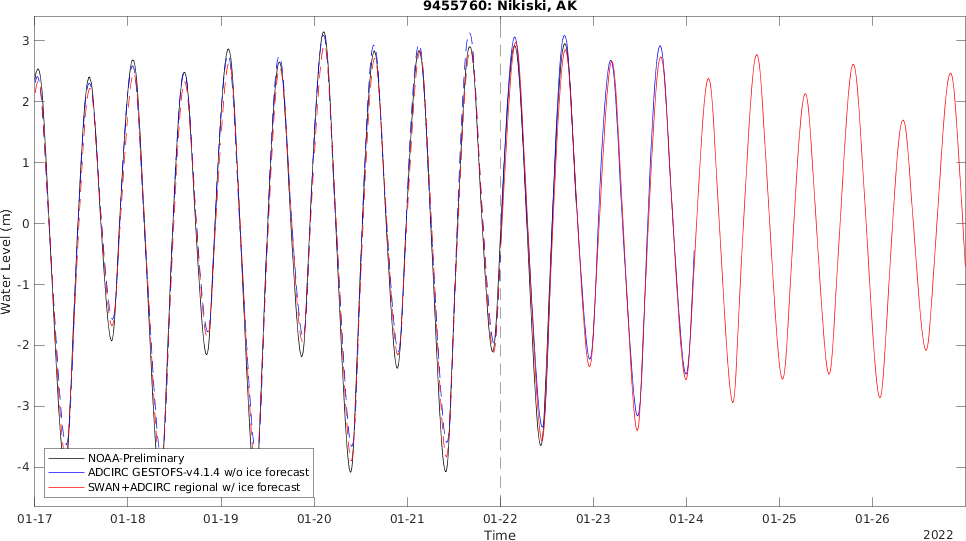 9455760: Nikiski, AK
3
2
1
0
-1
-2
-3
-4
Water Level (m)
NOAA-Preliminary
ADCIRC GESTOFS-v4.1.4 w/o ice forecast
SWAN+ADCIRC regional w/ ice forecast
01-17 01-18 01-19 01-20 01-21 01-22 01-23 01-24 01-25 01-26
Time
2022